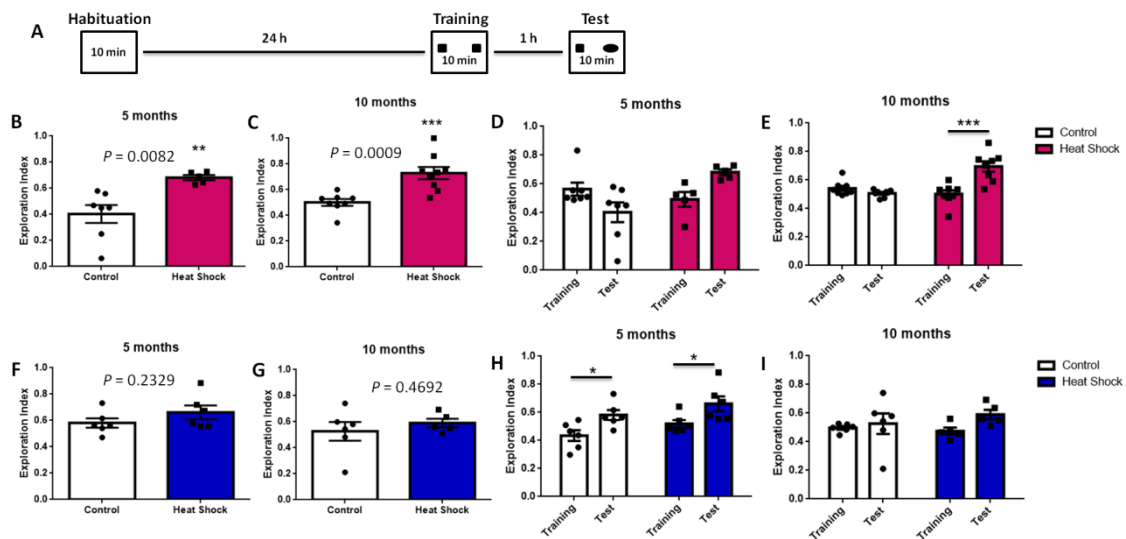 A
Habituation
10 min
24 h
Training
10 min
1 h
Test
10 min
B
5 months
Exploration Index
1.0
0.8
0.6
0.4
0.2
0.0
P = 0.0082
**
Control
Heat Shock
C
10 months
Exploration Index
1.0
0.8
0.6
0.4
0.2
0.0
P = 0.0009
***
Control
Heat Shock
D
5 months
Exploration Index
1.0
0.8
0.6
0.4
0.2
0.0
Training
Test
Training
Test
E
10 months
Exploration Index
1.0
0.8
0.6
0.4
0.2
0.0
***
Training
Test
Training
Test
Control
Heat Shock
F
5 months
Exploration Index
1.0
0.8
0.6
0.4
0.2
0.0
P = 0.2329
Control
Heat Shock
G
10 months
Exploration Index
1.0
0.8
0.6
0.4
0.2
0.0
P = 0.4692
Control
Heat Shock
H
5 months
Exploration Index
1.0
0.8
0.6
0.4
0.2
0.0
*
*
Training
Test
Training
Test
I
10 months
Exploration Index
1.0
0.8
0.6
0.4
0.2
0.0
Training
Test
Training
Test
Control
Heat Shock